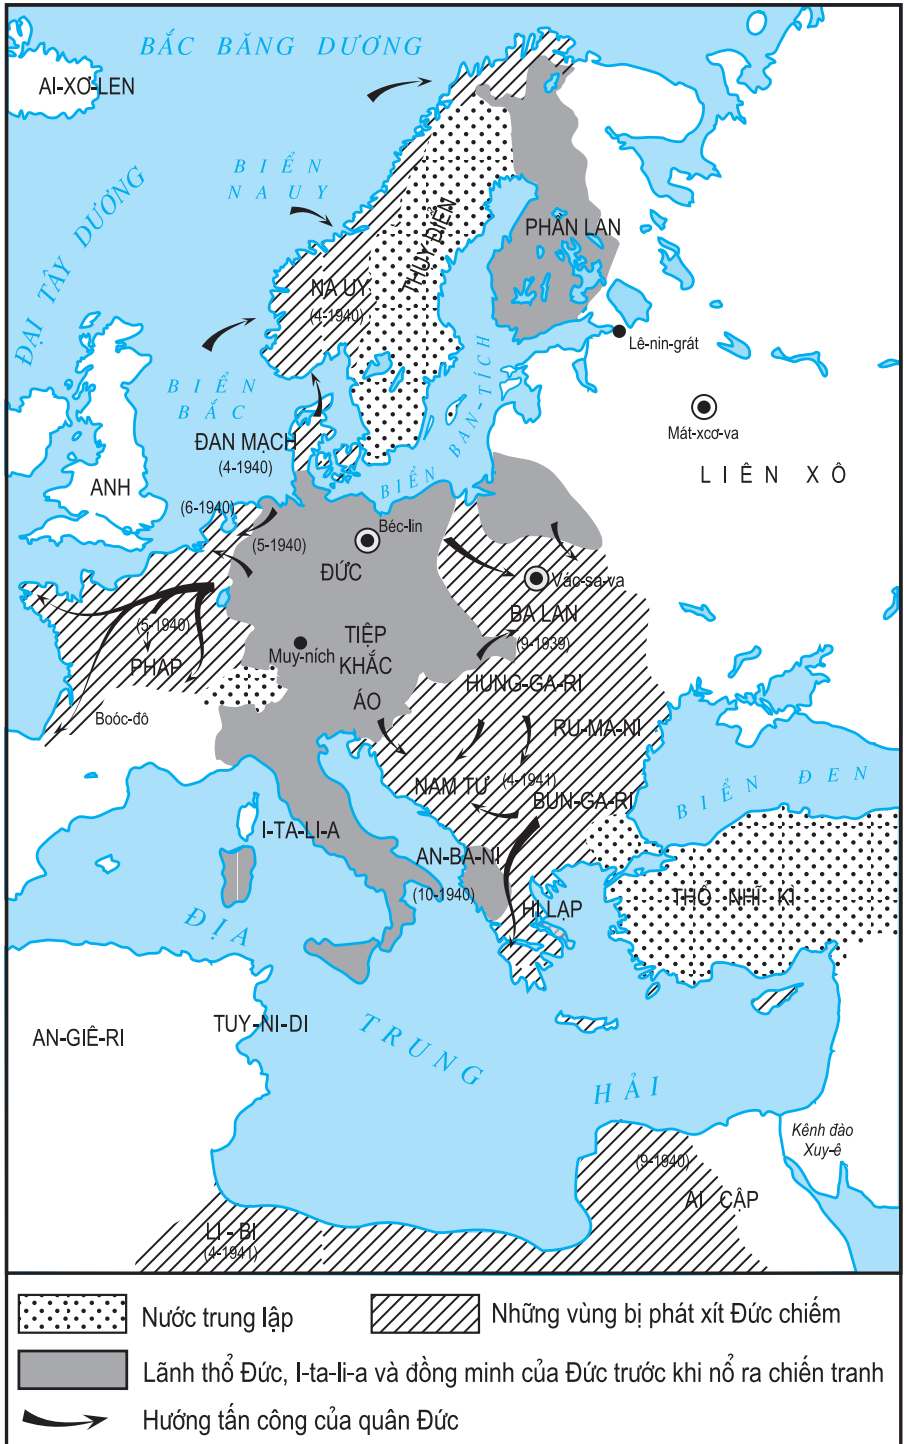 BẮC BĂNG DƯƠNG
AI-XƠ-LEN
BIỂN
NA UY
ĐẠI TÂY DƯƠNG
THỤY ĐIỂN
PHẦN LAN
NA UY
(4-1940)
Lê-nin-grát
BIỂN
BẮC
BIỂN BAN-TÍCH
Mát-xcơ-va
ĐAN MẠCH
(4-1940)
LIÊN XÔ
ANH
(6-1940)
Béc-lin
(5-1940)
ĐỨC
Vác-sa-va
BA LAN
(9-1939)
(5-1940)
PHÁP
TIỆP
KHẮC
Muy-ních
HUNG-GA-RI
ÁO
Boóc-đô
RU-MA-NI
NAM TƯ
(4-1941)
BUN-GA-RI
BIỂN ĐEN
I-TA-LI-A
AN-BA-NI
(10-1940)
HI LẠP
THỔ NHĨ KÌ
ĐỊA
TRUNG
HẢI
AN-GIÊ-RI
TUY-NI-DI
Kênh đào
Xuy-ê
(9-1940)
AI CẬP
LI - BI
(4-1941)
Nước trung lập
Những vùng bị phát xít Đức chiếm
Lãnh thổ Đức, I-ta-li-a và đồng minh của Đức trước khi nổ ra chiến tranh
Hướng tấn công của quân Đức